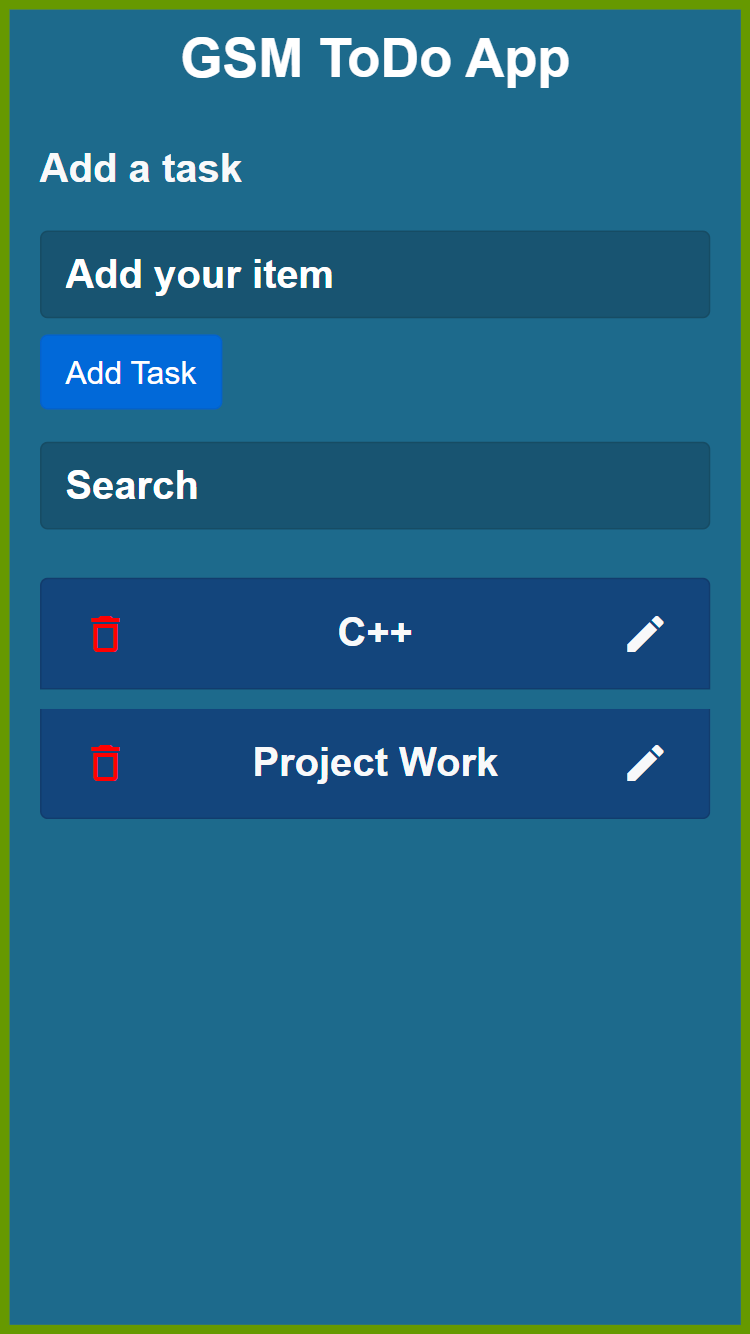 GSM ToDo App
Add a task
Add your item
Add Task
Search
C++
Project Work